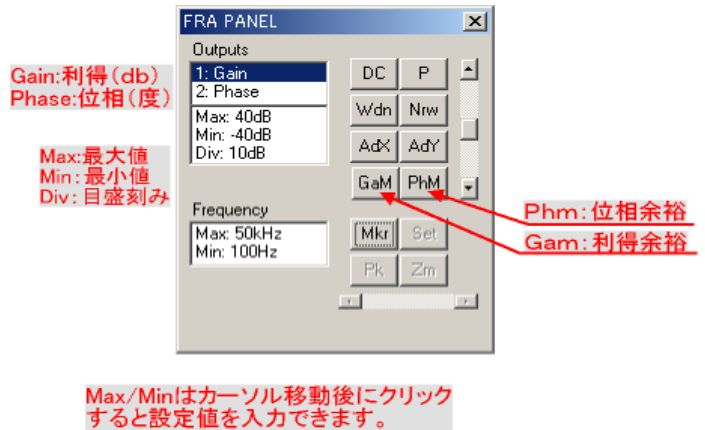 FRA PANEL
Outputs
1: Gain
2: Phase
Max: 40dB
Min: -40dB
Div: 10dB
DC P
Wdn Nrw
AdX AdY
GaM PhM
Frequency
Max: 50kHz
Min: 100Hz
Mkr Set
Pk Zm
Gain:利得(db)
Phase:位相(度)
Max:最大値
Min:最小値
Div:目盛刻み
Phm:位相余裕
Gam:利得余裕
Max/Minはカーソル移動後にクリック
すると設定値を入力できます。